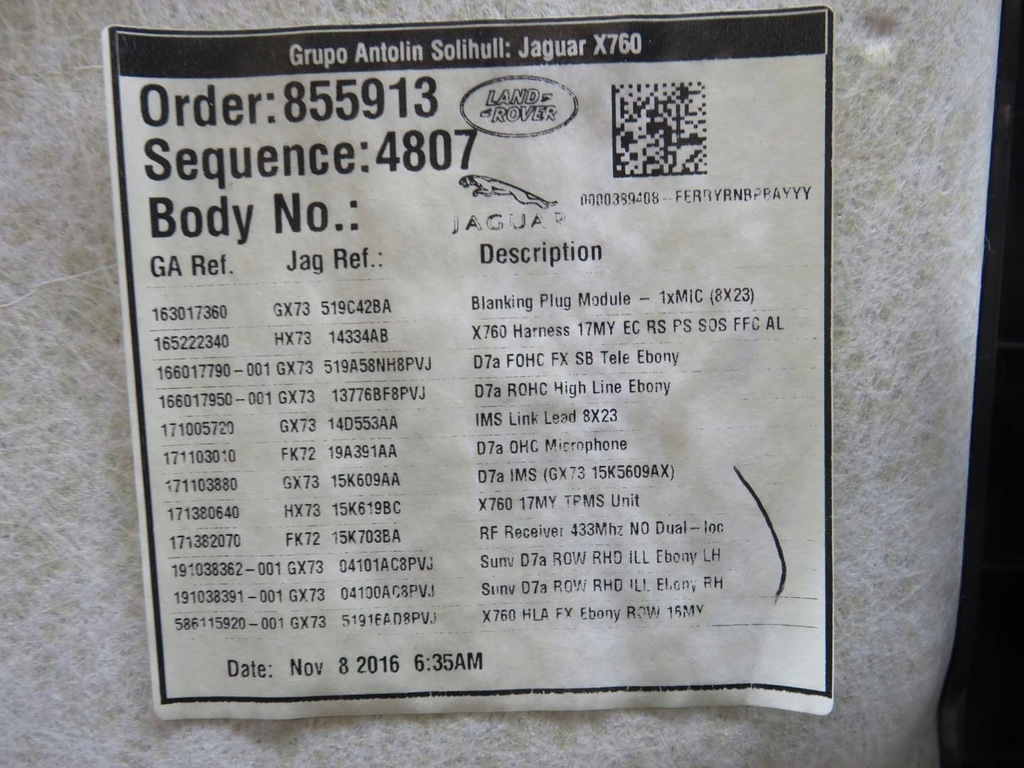 Grupo Antolin Solihull: Jaguar X760
Order: 855913
LAND-
-ROVER
Sequence: 4807
JAGUAR
0000389408-FERRYRNBPPAYYY
Body No.:
GA Ref. Jag Ref.: Description
163017360 GX73 519C42BA Blanking Plug Module - 1xMIC (8X23)
165222340 HX73 14334AB X760 Harness 17MY EC RS PS SOS FFC AL
166017790-001 GX73 519A58NH8PVJ D7a FOHC FX SB Tele Ebony
166017950-001 GX73 13776BF8PVJ D7a ROHC High Line Ebony
171005720 GX73 14D553AA IMS Link Lead 8X23
171103010 FK72 19A391AA D7a OHC Microphone
171103880 GX73 15K609AA D7a IMS (GX73 15K5609AX)
171380640 HX73 15K619BC X760 17MY TPMS Unit
171382070 FK72 15K703BA RF Receiver 433Mhz NO Dual-loc
191038362-001 GX73 04101AC8PVJ Sunv D7a ROW RHD ILL Ebony LH
191038391-001 GX73 04100AC8PVJ Sunv D7a ROW RHD ILL Ebony RH
586115920-001 GX73 51916AD8PVJ X760 HLA FX Ebony ROW 16MY
Date: Nov 8 2016 6:35AM